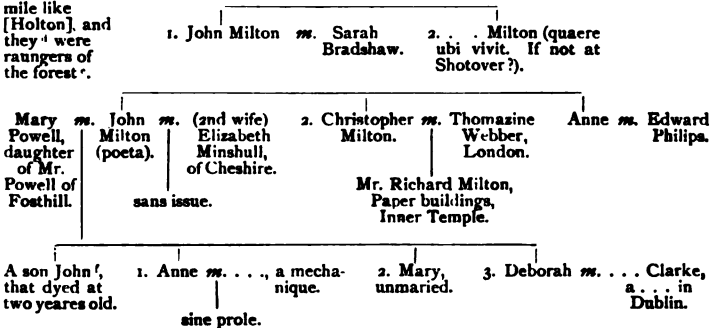 mile like
[Holton], and
they d were
raungers of
the forest e.
1. John Milton m. Sarah
Bradshaw.
2. . . Milton (quaere
ubi vivit. If not at
Shotover?).
Mary m. John m. (2nd wife)
Powell, Milton Elizabeth
daughter (poeta). Minshull,
of Mr. of Cheshire.
Powell of
Fosthill.
sans issue.
2. Christopher m. Thomazine
Milton. Webber,
London.
Mr. Richard Milton,
Paper buildings,
Inner Temple.
Anne m. Edward
Philips.
A son John f,
that dyed at
two yeares old.
1. Anne m. . . ., a mecha-
nique.
sine prole.
2. Mary,
unmaried.
3. Deborah m. . . . Clarke,
a . . . in
Dublin.